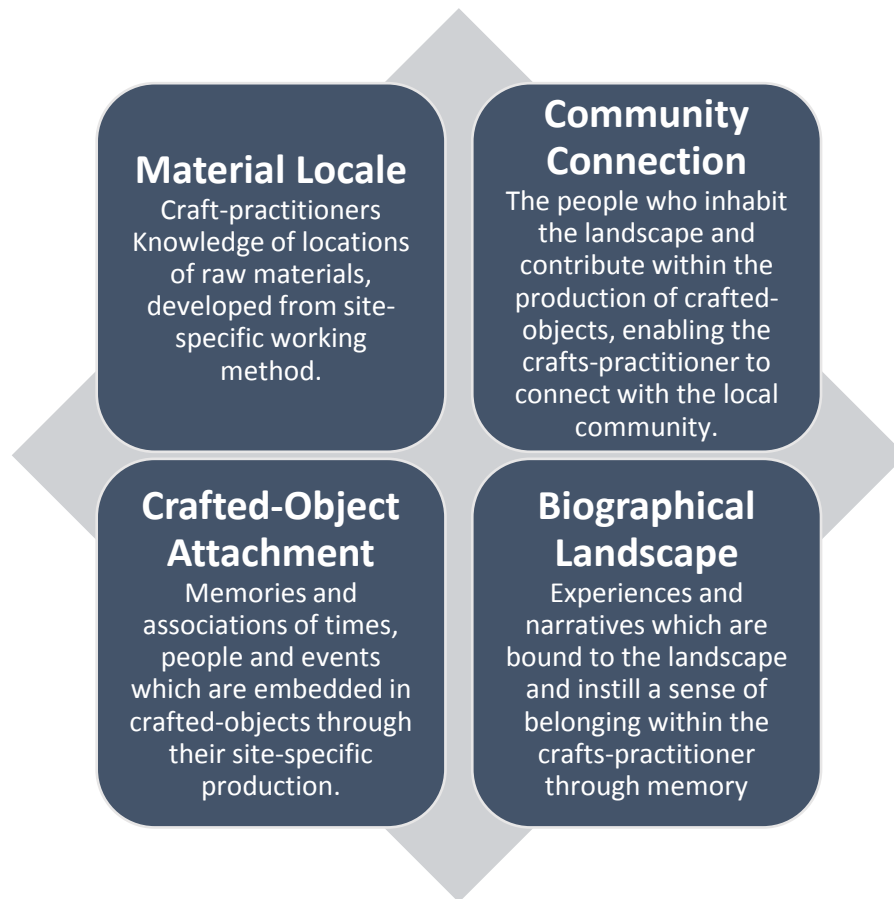 Material Locale
Craft-practitioners
Knowledge of locations
of raw materials,
developed from site-
specific working
method.
Community
Connection
The people who inhabit
the landscape and
contribute within the
production of crafted-
objects, enabling the
crafts-practitioner to
connect with the local
community.
Crafted-Object
Attachment
Memories and
associations of times,
people and events
which are embedded in
crafted-objects through
their site-specific
production.
Biographical
Landscape
Experiences and
narratives which are
bound to the landscape
and instill a sense of
belonging within the
crafts-practitioner
through memory